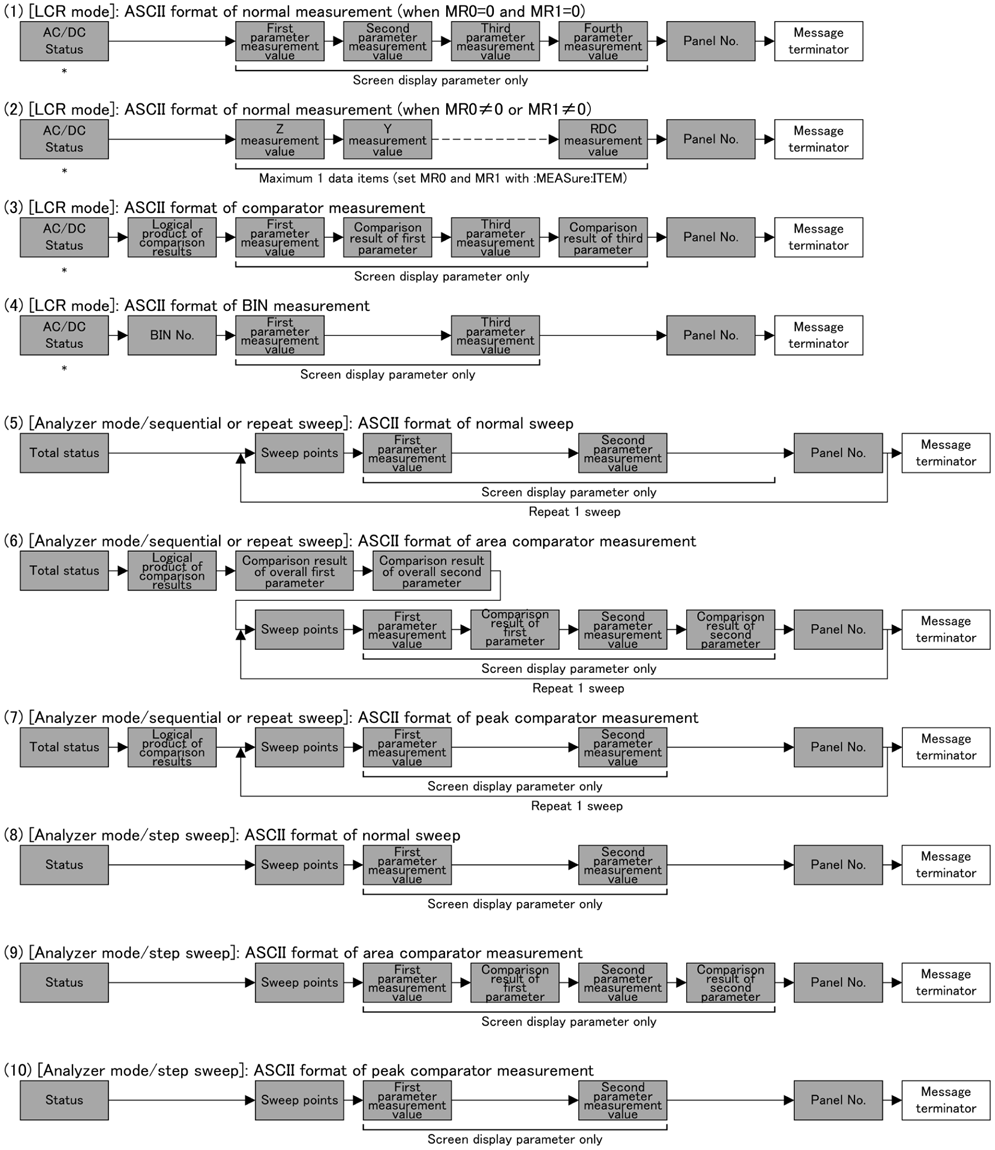 (1) [LCR mode]: ASCII format of normal measurement (when MR0=0 and MR1=0)
AC/DC
Status
*
First
parameter
measurement
value
Second
parameter
measurement
value
Third
parameter
measurement
value
Fourth
parameter
measurement
value
Panel No.
Message
terminator
Screen display parameter only
(2) [LCR mode]: ASCII format of normal measurement (when MR0≠0 or MR1≠0)
AC/DC
Status
*
Z
measurement
value
Y
measurement
value
RDC
measurement
value
Panel No.
Message
terminator
Maximum 1 data items (set MR0 and MR1 with :MEASure:ITEM)
(3) [LCR mode]: ASCII format of comparator measurement
AC/DC
Status
*
Logical
product of
comparison
results
First
parameter
measurement
value
Comparison
result of first
parameter
Third
parameter
measurement
value
Comparison
result of third
parameter
Panel No.
Message
terminator
Screen display parameter only
(4) [LCR mode]: ASCII format of BIN measurement
AC/DC
Status
*
BIN No.
First
parameter
measurement
value
Third
parameter
measurement
value
Panel No.
Message
terminator
Screen display parameter only
(5) [Analyzer mode/sequential or repeat sweep]: ASCII format of normal sweep
Total status
Sweep points
First
parameter
measurement
value
Second
parameter
measurement
value
Panel No.
Message
terminator
Screen display parameter only
Repeat 1 sweep
(6) [Analyzer mode/sequential or repeat sweep]: ASCII format of area comparator measurement
Total status
Logical
product of
comparison
results
Comparison result
of overall first
parameter
Comparison result
of overall second
parameter
Sweep points
First
parameter
measurement
value
Comparison
result of
first
parameter
Second
parameter
measurement
value
Comparison
result of
second
parameter
Panel No.
Message
terminator
Screen display parameter only
Repeat 1 sweep
(7) [Analyzer mode/sequential or repeat sweep]: ASCII format of peak comparator measurement
Total status
Logical
product of
comparison
results
Sweep points
First
parameter
measurement
value
Second
parameter
measurement
value
Panel No.
Message
terminator
Screen display parameter only
Repeat 1 sweep
(8) [Analyzer mode/step sweep]: ASCII format of normal sweep
Status
Sweep points
First
parameter
measurement
value
Second
parameter
measurement
value
Panel No.
Message
terminator
Screen display parameter only
(9) [Analyzer mode/step sweep]: ASCII format of area comparator measurement
Status
Sweep points
First
parameter
measurement
value
Comparison
result of
first
parameter
Second
parameter
measurement
value
Comparison
result of
second
parameter
Panel No.
Message
terminator
Screen display parameter only
(10) [Analyzer mode/step sweep]: ASCII format of peak comparator measurement
Status
Sweep points
First
parameter
measurement
value
Second
parameter
measurement
value
Panel No.
Message
terminator
Screen display parameter only